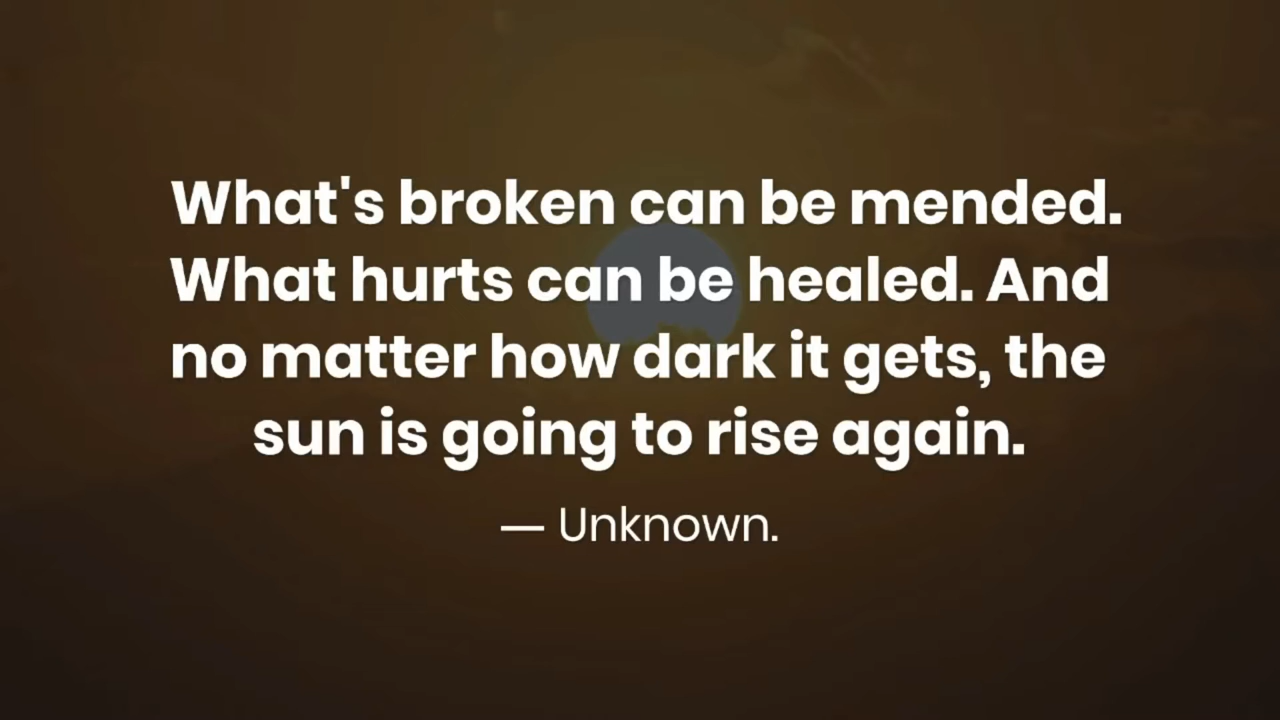 What's broken can be mended.
What hurts can be healed. And
no matter how dark it gets, the
sun is going to rise again.
— Unknown.